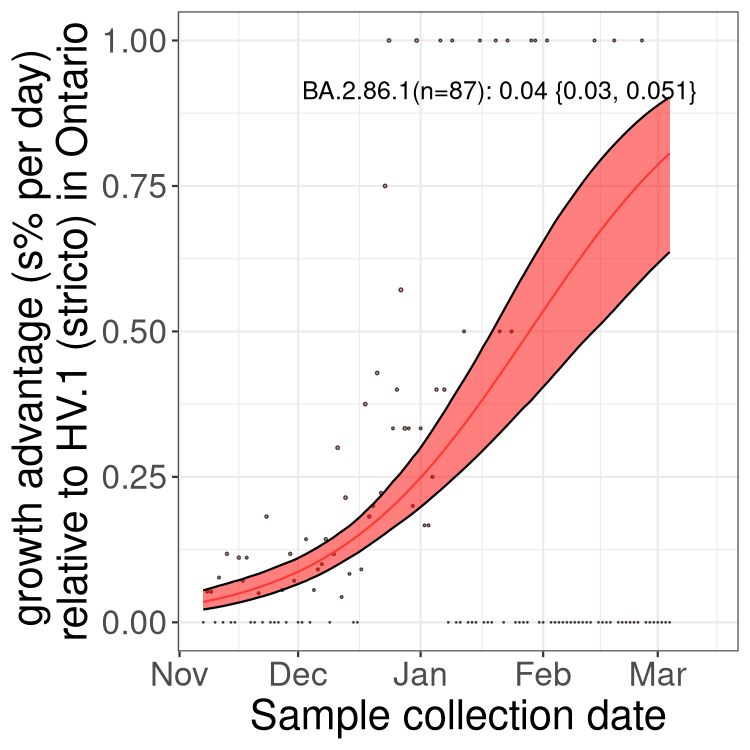 growth advantage (s% per day)
relative to HV.1 (stricto) in Ontario
1.00
0.75
0.50
0.25
0.00
BA.2.86.1(n=87): 0.04 {0.03, 0.051}
Nov Dec Jan Feb Mar
Sample collection date